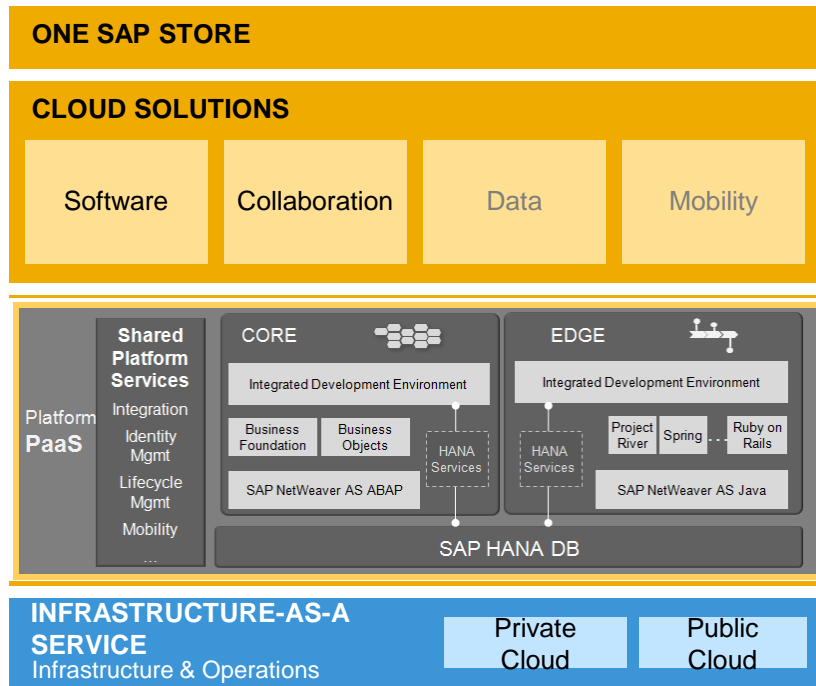 ONE SAP STORE
CLOUD SOLUTIONS
Software
Collaboration
Data
Mobility
Platform
PaaS
Shared
Platform
Services
Integration
Identity
Mgmt
Lifecycle
Mgmt
Mobility
...
CORE
Integrated Development Environment
Business
Foundation
Business
Objects
HANA
Services
SAP NetWeaver AS ABAP
EDGE
Integrated Development Environment
HANA
Services
Project
River
Spring
...
Ruby on
Rails
SAP NetWeaver AS Java
SAP HANA DB
INFRASTRUCTURE-AS-A
SERVICE
Infrastructure & Operations
Private
Cloud
Public
Cloud